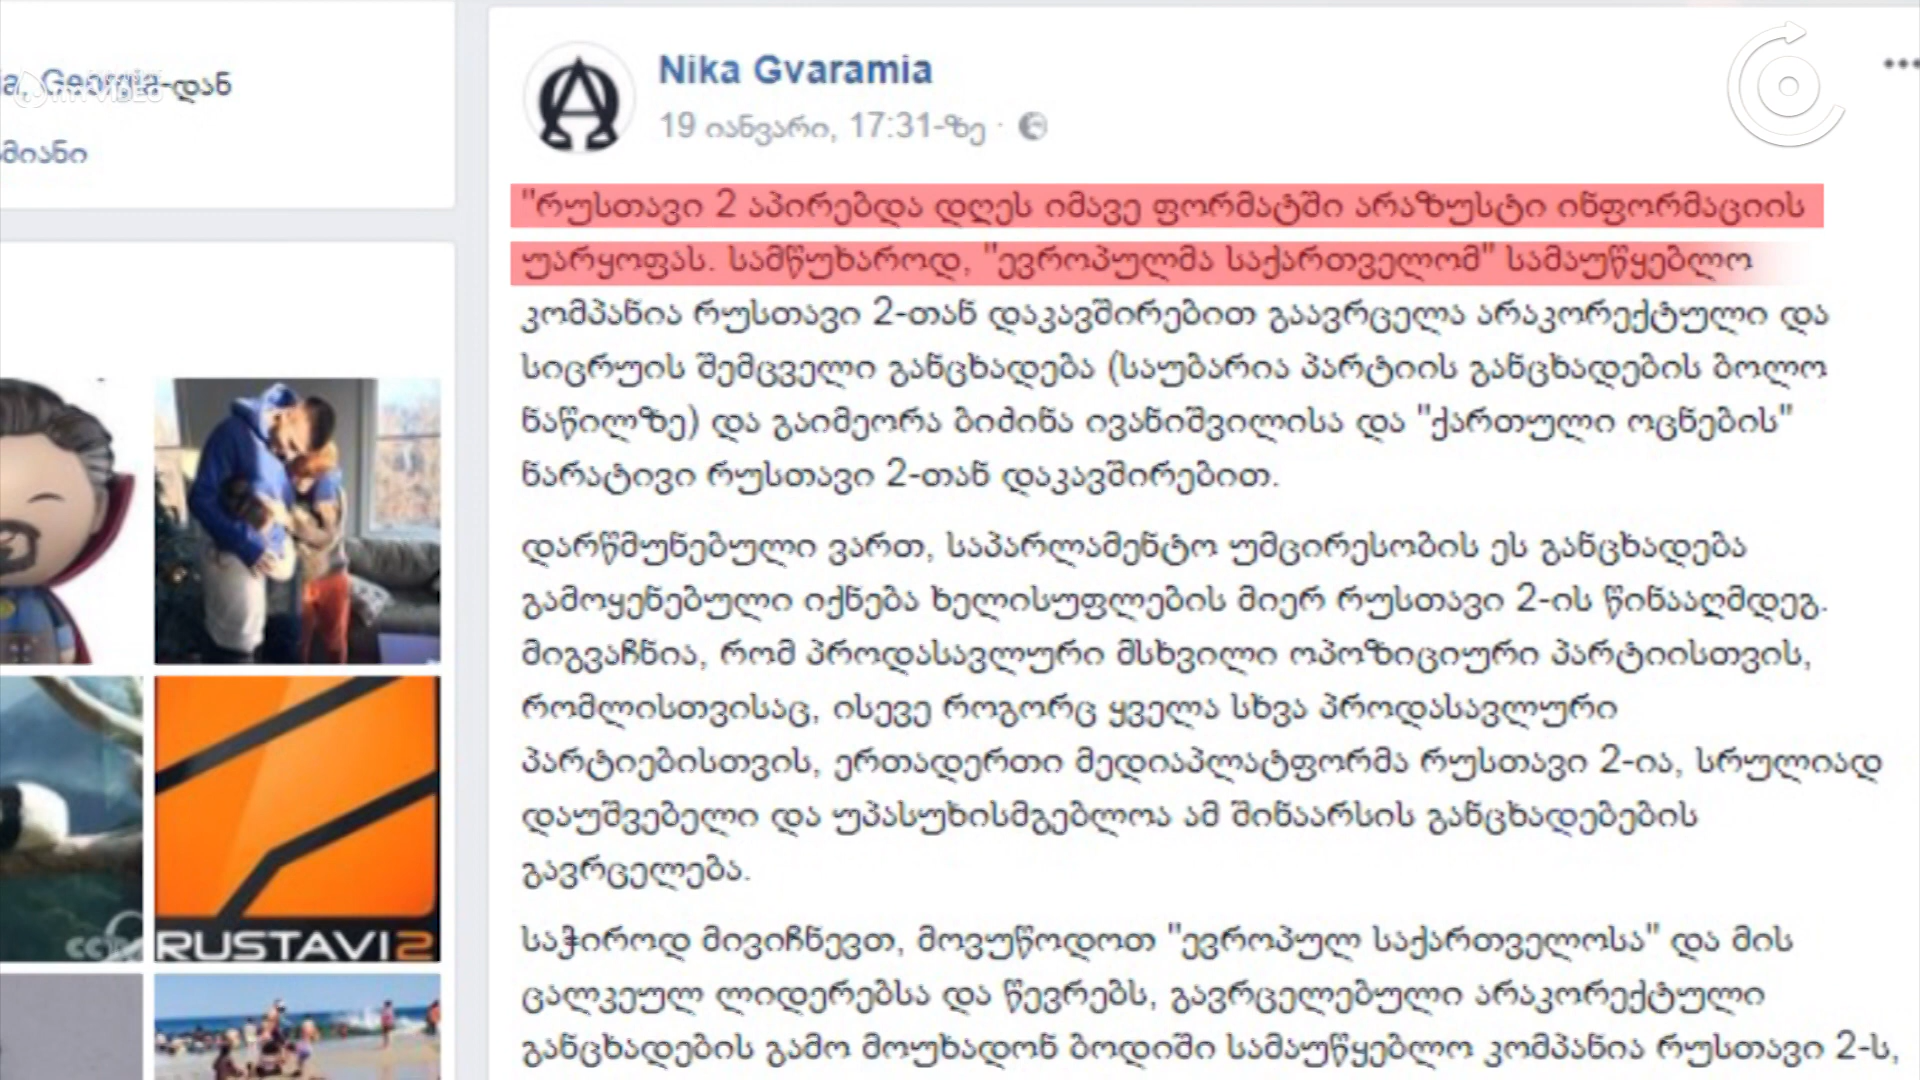 Georgia-დან
მიანი
MYVIDEO
RUSTAVI2
Nika Gvaramia
19 იანვარი, 17:31-ზე ·
"რუსთავი 2 აპირებდა დღეს იმავე ფორმატში არაზუსტი ინფორმაციის
უარყოფას. სამწუხაროდ, "ევროპულმა საქართველომ" სამაუწყებლო
კომპანია რუსთავი 2-თან დაკავშირებით გაავრცელა არაკორექტული და
სიცრუის შემცველი განცხადება (საუბარია პარტიის განცხადების ბოლო
ნაწილზე) და გაიმეორა ბიძინა ივანიშვილისა და "ქართული ოცნების"
ნარატივი რუსთავი 2-თან დაკავშირებით.
დარწმუნებული ვართ, საპარლამენტო უმცირესობის ეს განცხადება
გამოყენებული იქნება ხელისუფლების მიერ რუსთავი 2-ის წინააღმდეგ.
მიგვაჩნია, რომ პროდასავლური მსხვილი ოპოზიციური პარტიისთვის,
რომლისთვისაც, ისევე როგორც ყველა სხვა პროდასავლური
პარტიებისთვის, ერთადერთი მედიაპლატფორმა რუსთავი 2-ია, სრულიად
დაუშვებელი და უპასუხისმგებლოა ამ შინაარსის განცხადებების
გავრცელება.
საჭიროდ მივიჩნევთ, მოვუწოდოთ "ევროპულ საქართველოსა" და მის
ცალკეულ ლიდერებსა და წევრებს, გავრცელებული არაკორექტული
განცხადების გამო მოუხადონ ბოდიში სამაუწყებლო კომპანია რუსთავი 2-ს,